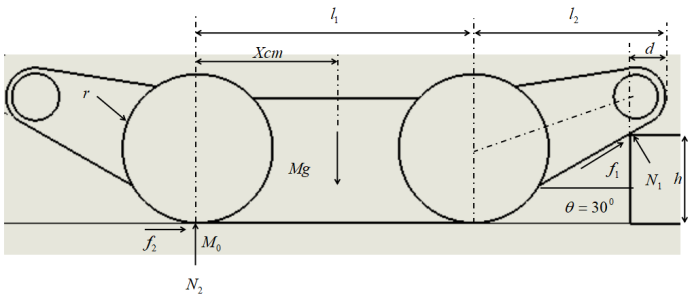 l₁
l₂
Xcm
d
r
Mg
f₁
N₁
h
θ = 30⁰
f₂
M₀
N₂